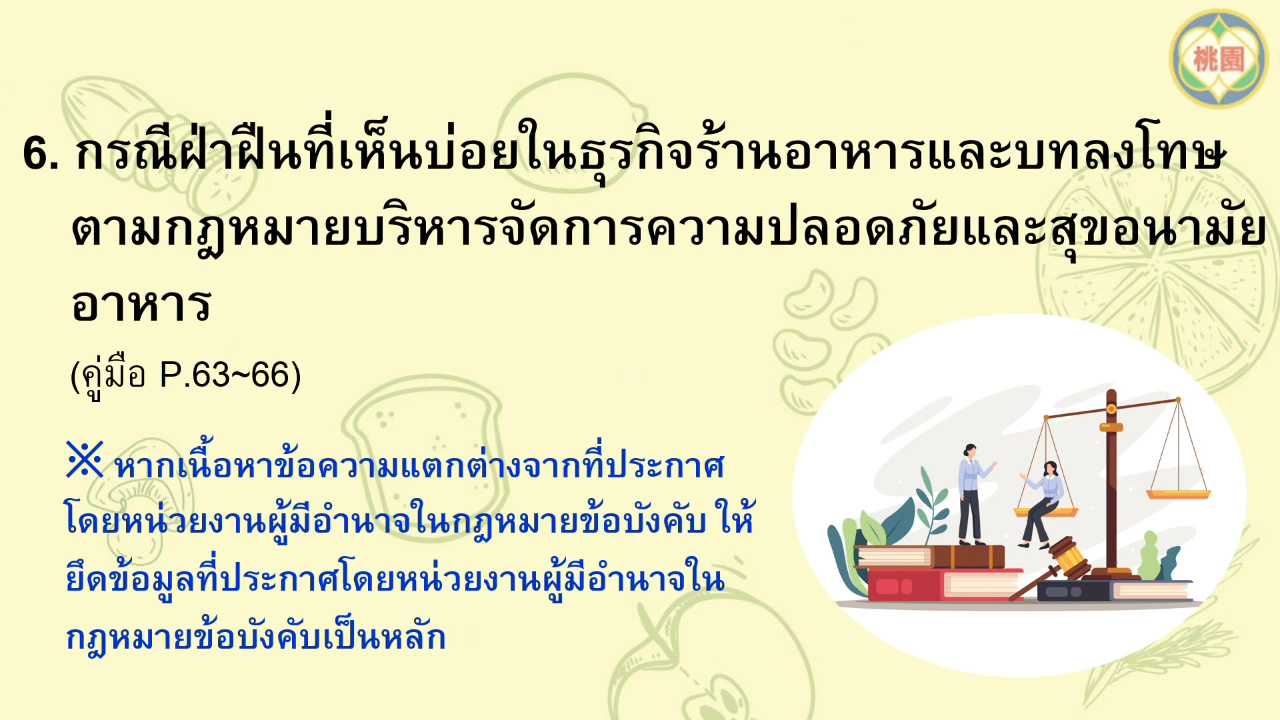 桃園
6. กรณีฝ่าฝืนที่เห็นบ่อยในธุรกิจร้านอาหารและบทลงโทษ
ตามกฎหมายบริหารจัดการความปลอดภัยและสุขอนามัย
อาหาร
(คู่มือ P.63~66)
※ หากเนื้อหาข้อความแตกต่างจากที่ประกาศ
โดยหน่วยงานผู้มีอำนาจในกฎหมายข้อบังคับ ให้
ยึดข้อมูลที่ประกาศโดยหน่วยงานผู้มีอำนาจใน
กฎหมายข้อบังคับเป็นหลัก